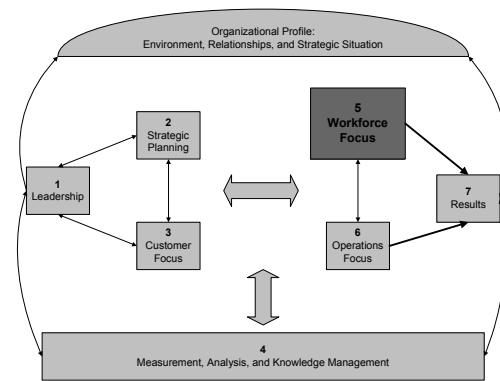 Organizational Profile:
Environment, Relationships, and Strategic Situation
2
Strategic
Planning
5
Workforce
Focus
1
Leadership
7
Results
3
Customer
Focus
6
Operations
Focus
4
Measurement, Analysis, and Knowledge Management